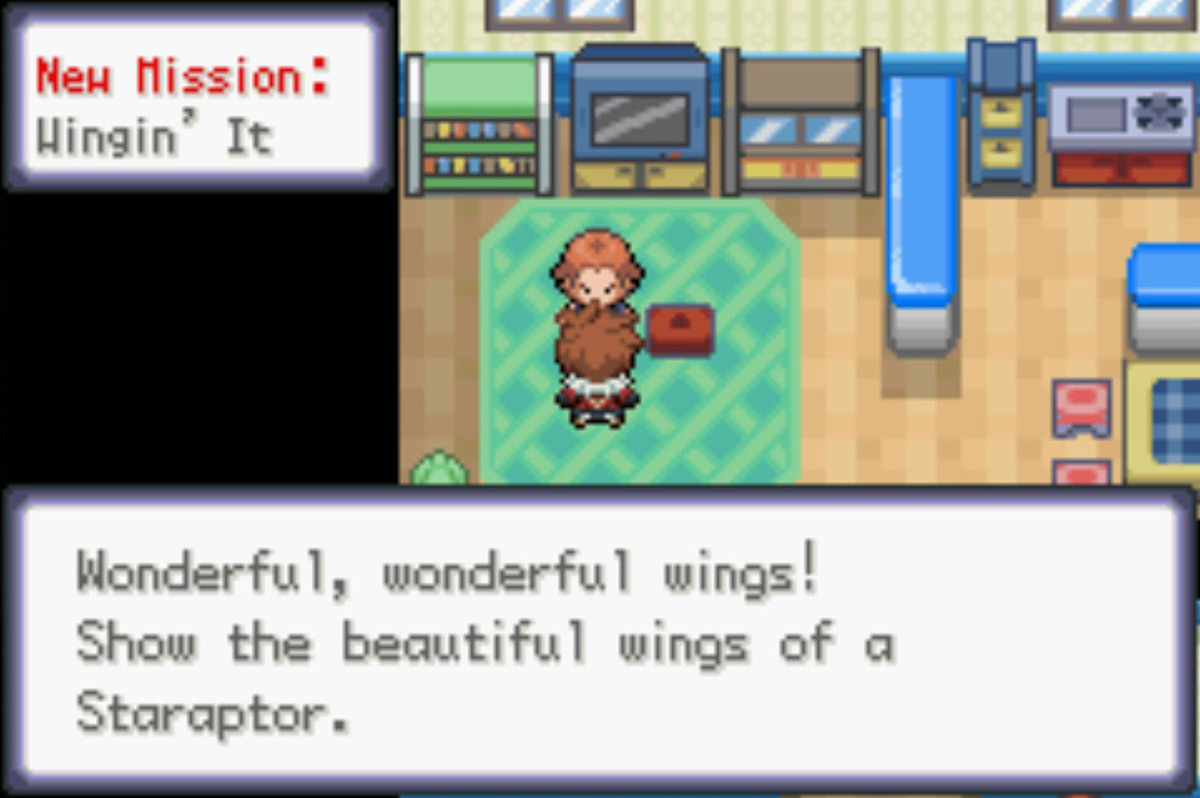 New Mission:
Wingin' It
Wonderful, wonderful wings!
Show the beautiful wings of a
Staraptor.